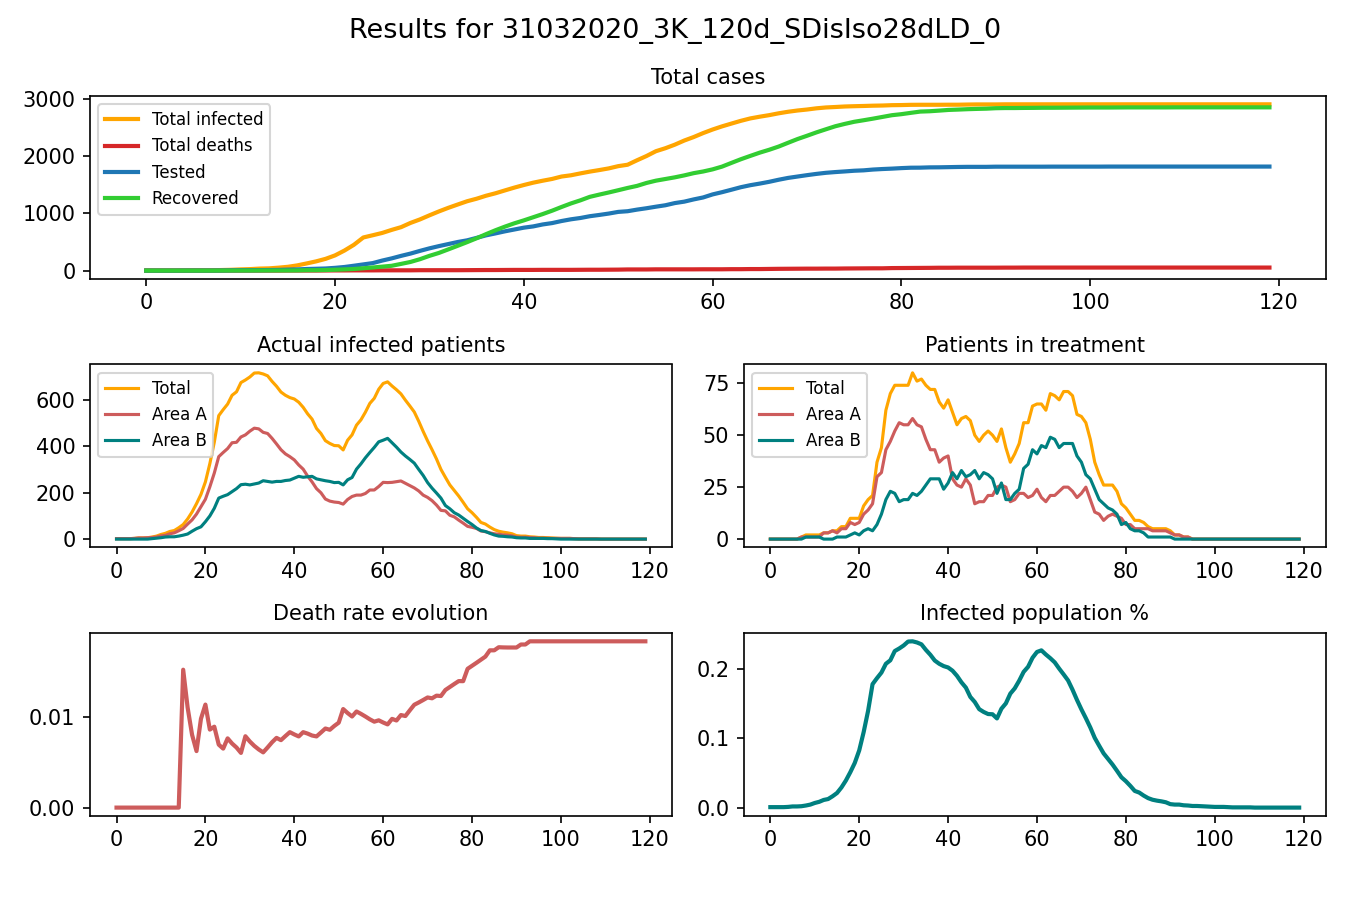 Results for 31032020_3K_120d_SDisIso28dLD_0
Total cases
3000
2000
1000
0
Total infected
Total deaths
Tested
Recovered
0 20 40 60 80 100 120
Actual infected patients
600
400
200
0
Total
Area A
Area B
0 20 40 60 80 100 120
Patients in treatment
75
50
25
0
Total
Area A
Area B
0 20 40 60 80 100 120
Death rate evolution
0.01
0.00
0 20 40 60 80 100 120
Infected population %
0.2
0.1
0.0
0 20 40 60 80 100 120